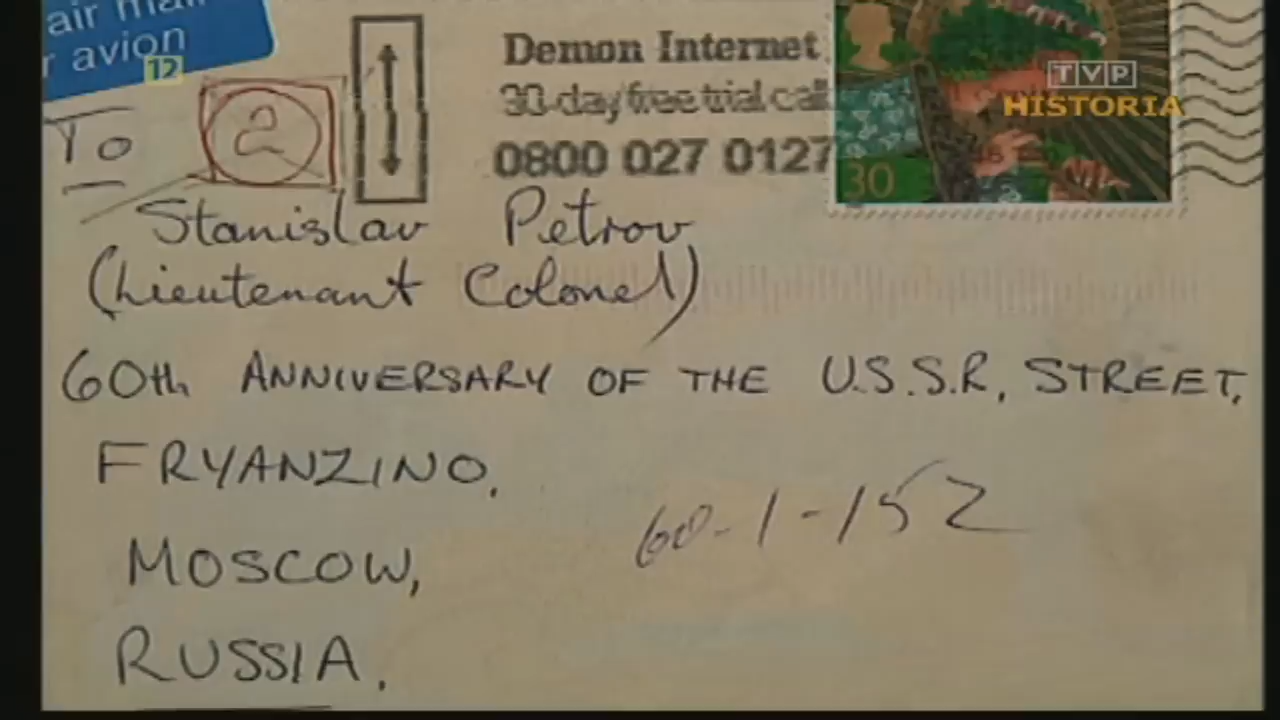 air mail
r avion
12
TVP
HISTORIA
Demon Internet
30-day free trial call
0800 027 0127
30
To
2
Stanislav Petrov
(Lieutenant Colonel)
60th ANNIVERSARY OF THE U.S.S.R. STREET,
FRYANZINO,
60-1-152
MOSCOW,
RUSSIA.